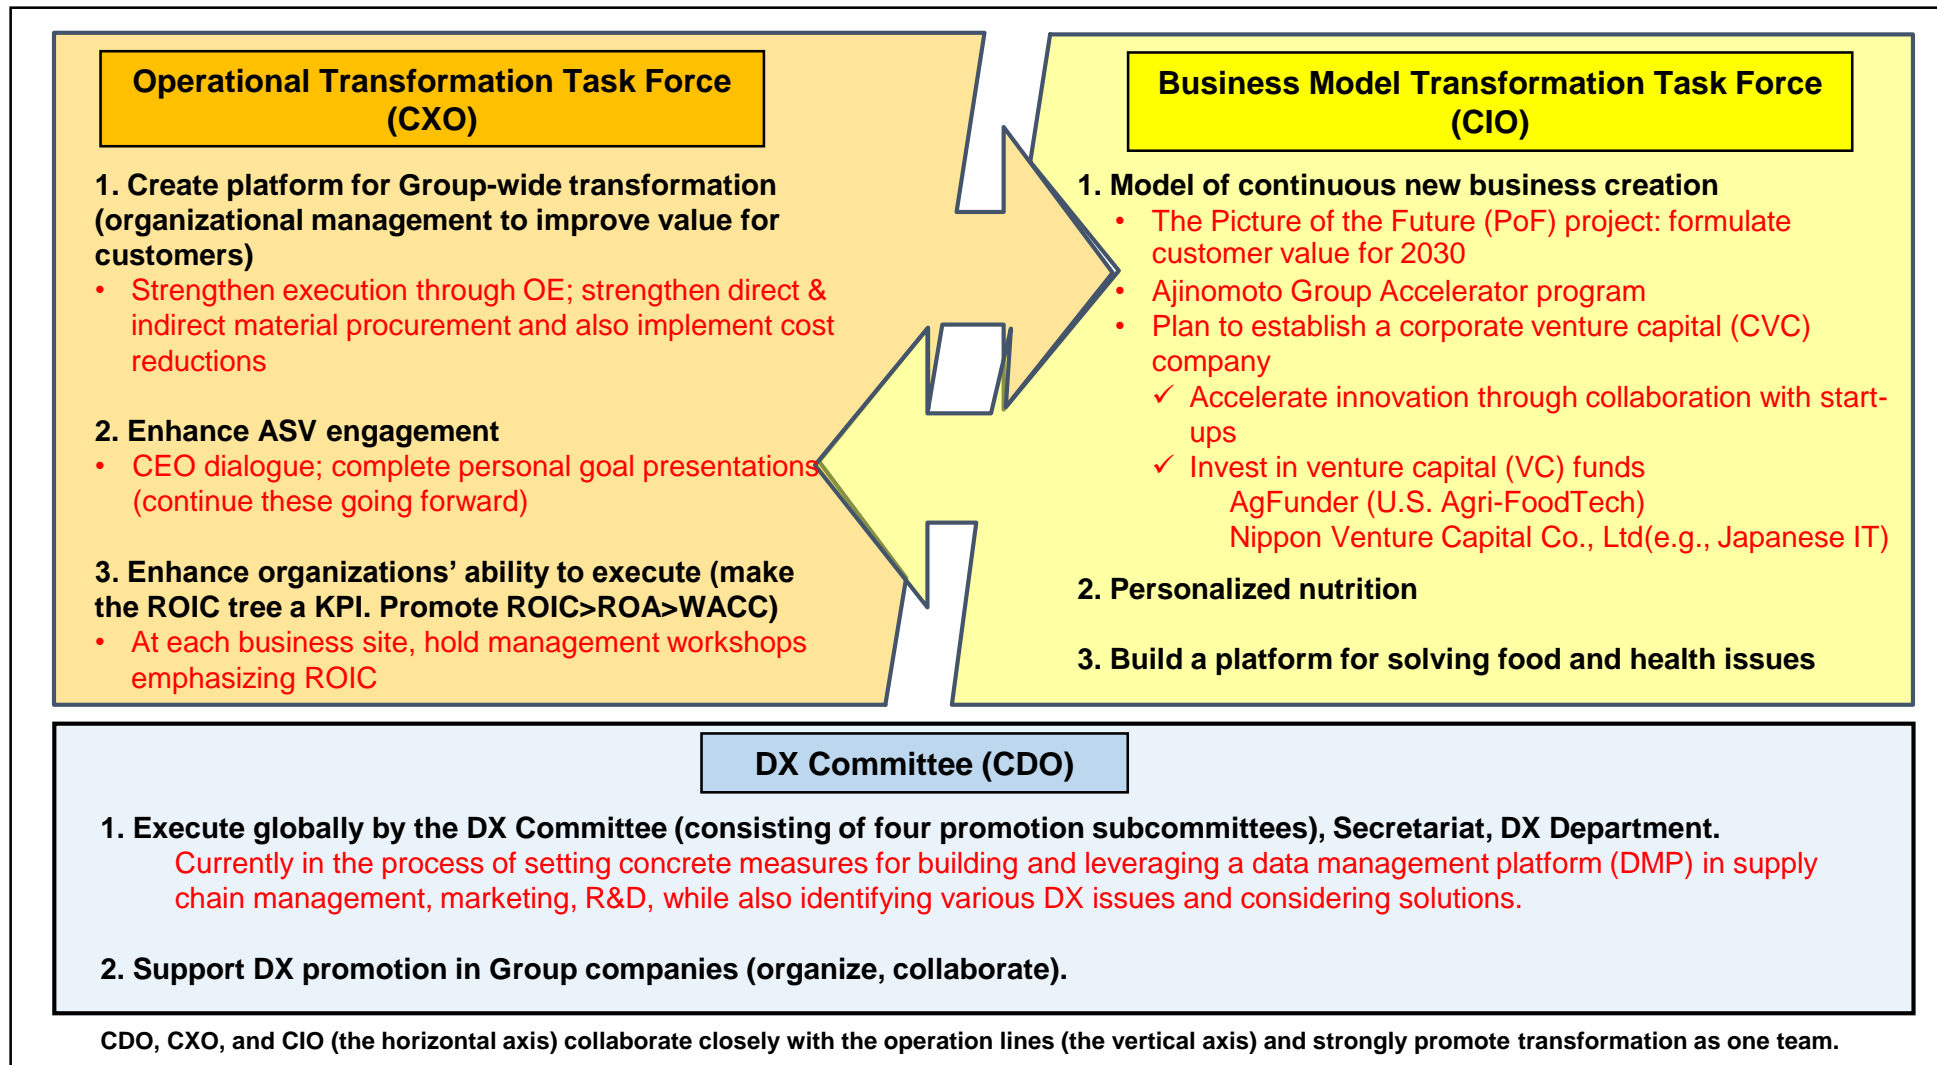 Operational Transformation Task Force
(CXO)
1. Create platform for Group-wide transformation
(organizational management to improve value for
customers)
• Strengthen execution through OE; strengthen direct &
indirect material procurement and also implement cost
reductions
2. Enhance ASV engagement
• CEO dialogue; complete personal goal presentations
(continue these going forward)
3. Enhance organizations’ ability to execute (make
the ROIC tree a KPI. Promote ROIC>ROA>WACC)
• At each business site, hold management workshops
emphasizing ROIC
Business Model Transformation Task Force
(CIO)
1. Model of continuous new business creation
• The Picture of the Future (PoF) project: formulate
customer value for 2030
• Ajinomoto Group Accelerator program
• Plan to establish a corporate venture capital (CVC)
company
✓ Accelerate innovation through collaboration with start-
ups
✓ Invest in venture capital (VC) funds
AgFunder (U.S. Agri-FoodTech)
Nippon Venture Capital Co., Ltd(e.g., Japanese IT)
2. Personalized nutrition
3. Build a platform for solving food and health issues
DX Committee (CDO)
1. Execute globally by the DX Committee (consisting of four promotion subcommittees), Secretariat, DX Department.
Currently in the process of setting concrete measures for building and leveraging a data management platform (DMP) in supply
chain management, marketing, R&D, while also identifying various DX issues and considering solutions.
2. Support DX promotion in Group companies (organize, collaborate).
CDO, CXO, and CIO (the horizontal axis) collaborate closely with the operation lines (the vertical axis) and strongly promote transformation as one team.